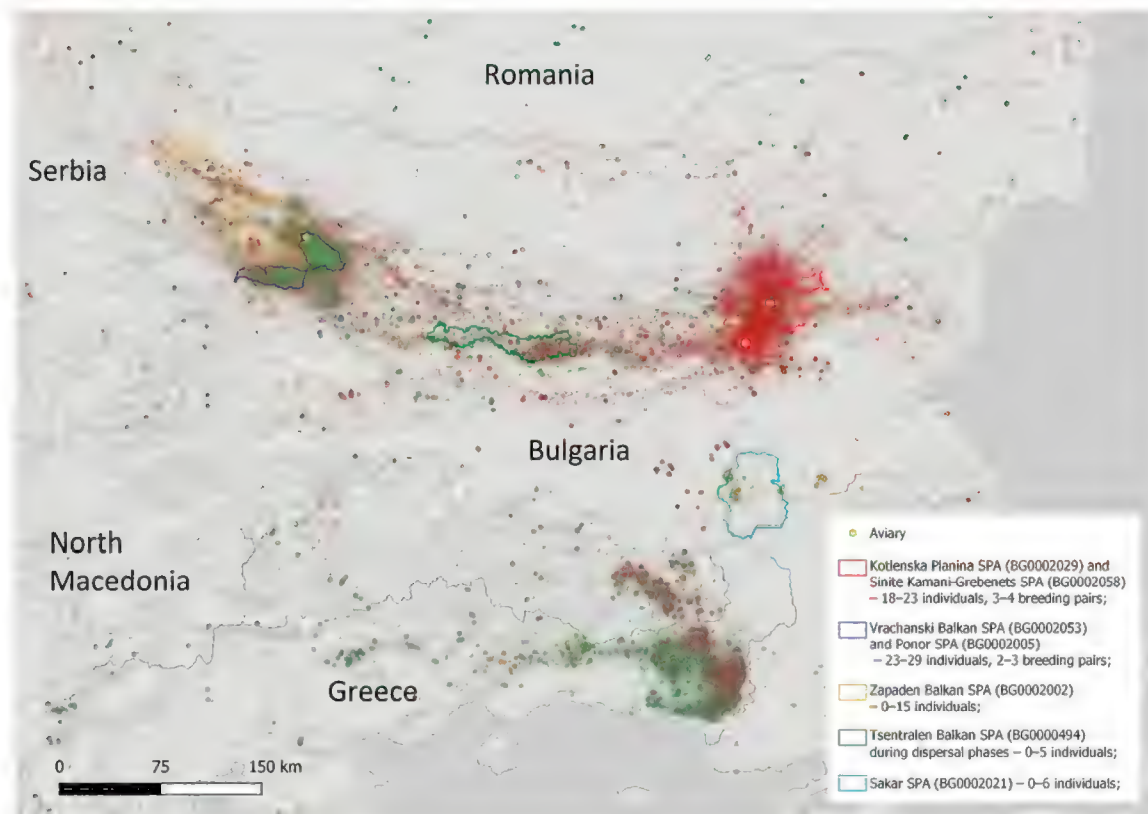 Romania
Serbia
Bulgaria
North
Macedonia
Greece
0 75 150 km
Aviary
Kotlenska Planina SPA (BG0002029) and
Sinite Kamani-Grebenets SPA (BG0002058)
– 18–23 individuals, 3–4 breeding pairs;
Vrachanski Balkan SPA (BG0002053)
and Ponor SPA (BG0002005)
– 23–29 individuals, 2–3 breeding pairs;
Zapaden Balkan SPA (BG0002002)
– 0–15 individuals;
Tsentralen Balkan SPA (BG0000494)
during dispersal phases – 0–5 individuals;
Sakar SPA (BG0002021) – 0–6 individuals;